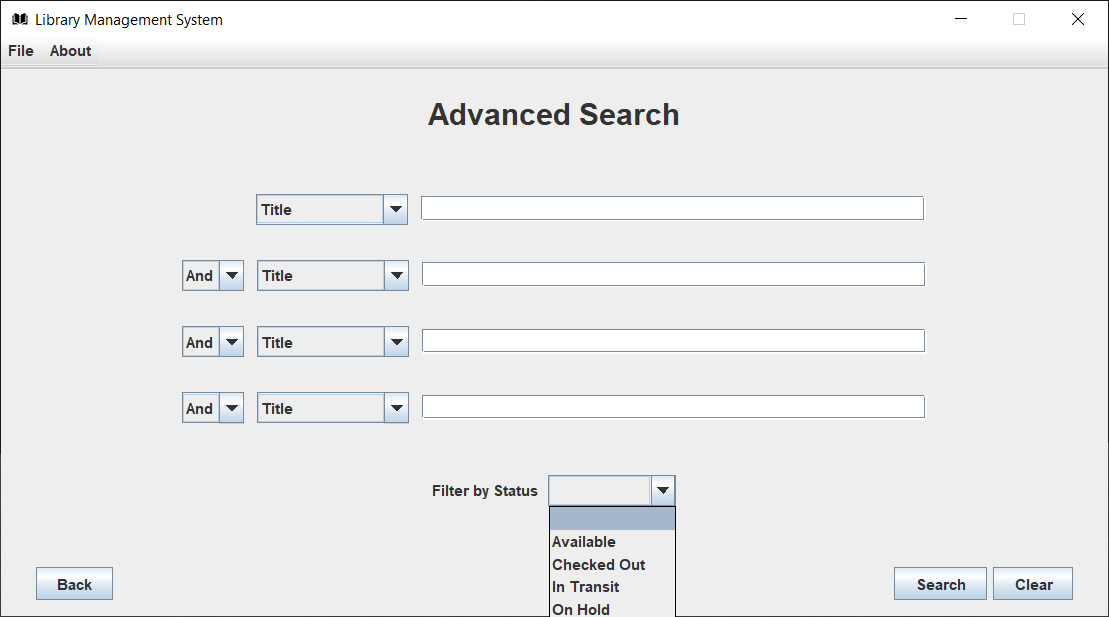 Library Management System
File About
Advanced Search
Title
And Title
And Title
And Title
Filter by Status
Available
Checked Out
In Transit
On Hold
Back Search Clear